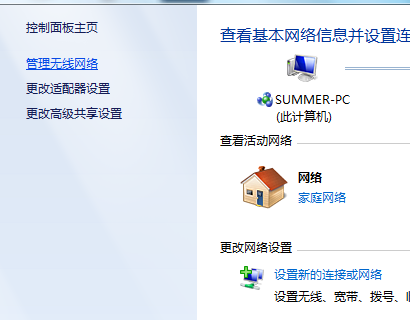 控制面板主页
管理无线网络
更改适配器设置
更改高级共享设置
查看基本网络信息并设置连
SUMMER-PC
(此计算机)
查看活动网络
网络
家庭网络
更改网络设置
设置新的连接或网络
设置无线、宽带、拨号、